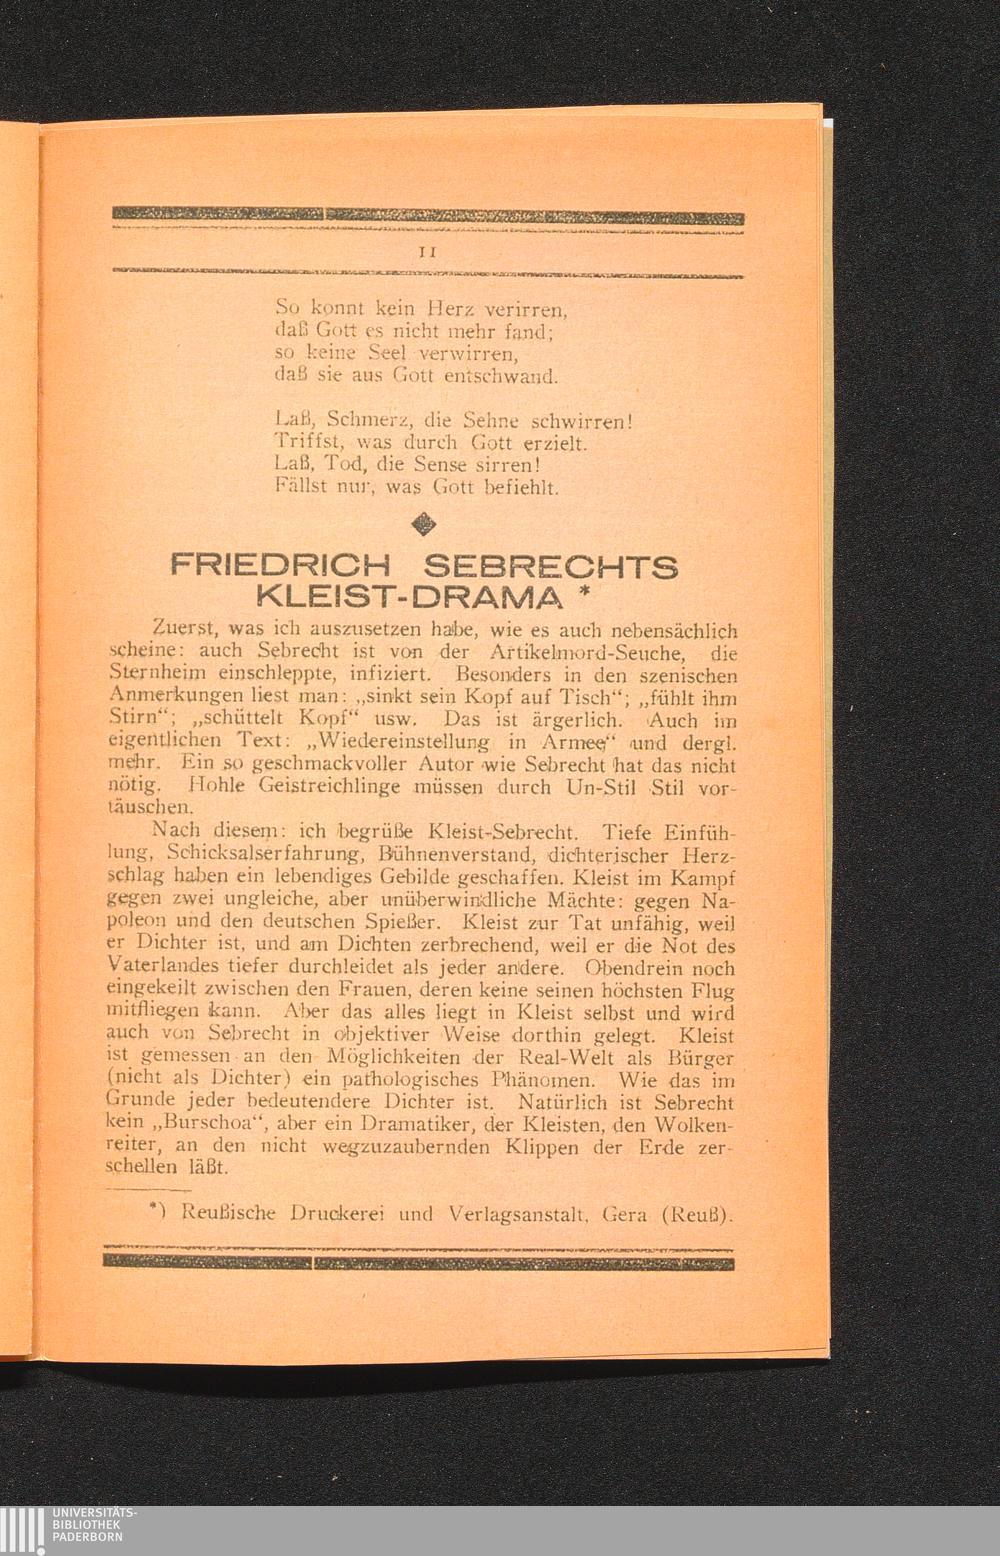 11
So konnt kein Herz verirren,
daß Gott es nicht mehr fand;
so keine Seel verwirren,
daß sie aus Gott entschwand.
Laß, Schmerz, die Sehne schwirren!
Triffst, was durch Gott erzielt.
Laß, Tod, die Sense sirren!
Fällst nur, was Gott befiehlt.
FRIEDRICH SEBRECHTS
KLEIST-DRAMA *
Zuerst, was ich auszusetzen habe, wie es auch nebensächlich
scheine: auch Sebrecht ist von der Artikelmord-Seuche, die
Sternheim einschleppte, infiziert. Besonders in den szenischen
Anmerkungen liest man: „sinkt sein Kopf auf Tisch“; „fühlt ihm
Stirn“; „schüttelt Kopf“ usw. Das ist ärgerlich. Auch im
eigentlichen Text: „Wiedereinstellung in Armee“ und dergl.
mehr. Ein so geschmackvoller Autor wie Sebrecht hat das nicht
nötig. Hohle Geistreichlinge müssen durch Un-Stil Stil vor-
täuschen.
Nach diesem: ich begrüße Kleist-Sebrecht. Tiefe Einfüh-
lung, Schicksalserfahrung, Bühnenverstand, dichterischer Herz-
schlag haben ein lebendiges Gebilde geschaffen. Kleist im Kampf
gegen zwei ungleiche, aber unüberwindliche Mächte: gegen Na-
poleon und den deutschen Spießer. Kleist zur Tat unfähig, weil
er Dichter ist, und am Dichten zerbrechend, weil er die Not des
Vaterlandes tiefer durchleidet als jeder andere. Obendrein noch
eingekeilt zwischen den Frauen, deren keine seinen höchsten Flug
mitfliegen kann. Aber das alles liegt in Kleist selbst und wird
auch von Sebrecht in objektiver Weise dorthin gelegt. Kleist
ist gemessen an den Möglichkeiten der Real-Welt als Bürger
(nicht als Dichter) ein pathologisches Phänomen. Wie das im
Grunde jeder bedeutendere Dichter ist. Natürlich ist Sebrecht
kein „Burschoa“, aber ein Dramatiker, der Kleisten, den Wolken-
reiter, an den nicht wegzuzaubernden Klippen der Erde zer-
schellen läßt.
*) Reußische Druckerei und Verlagsanstalt, Gera (Reuß).
UNIVERSITÄTS-
BIBLIOTHEK
PADERBORN